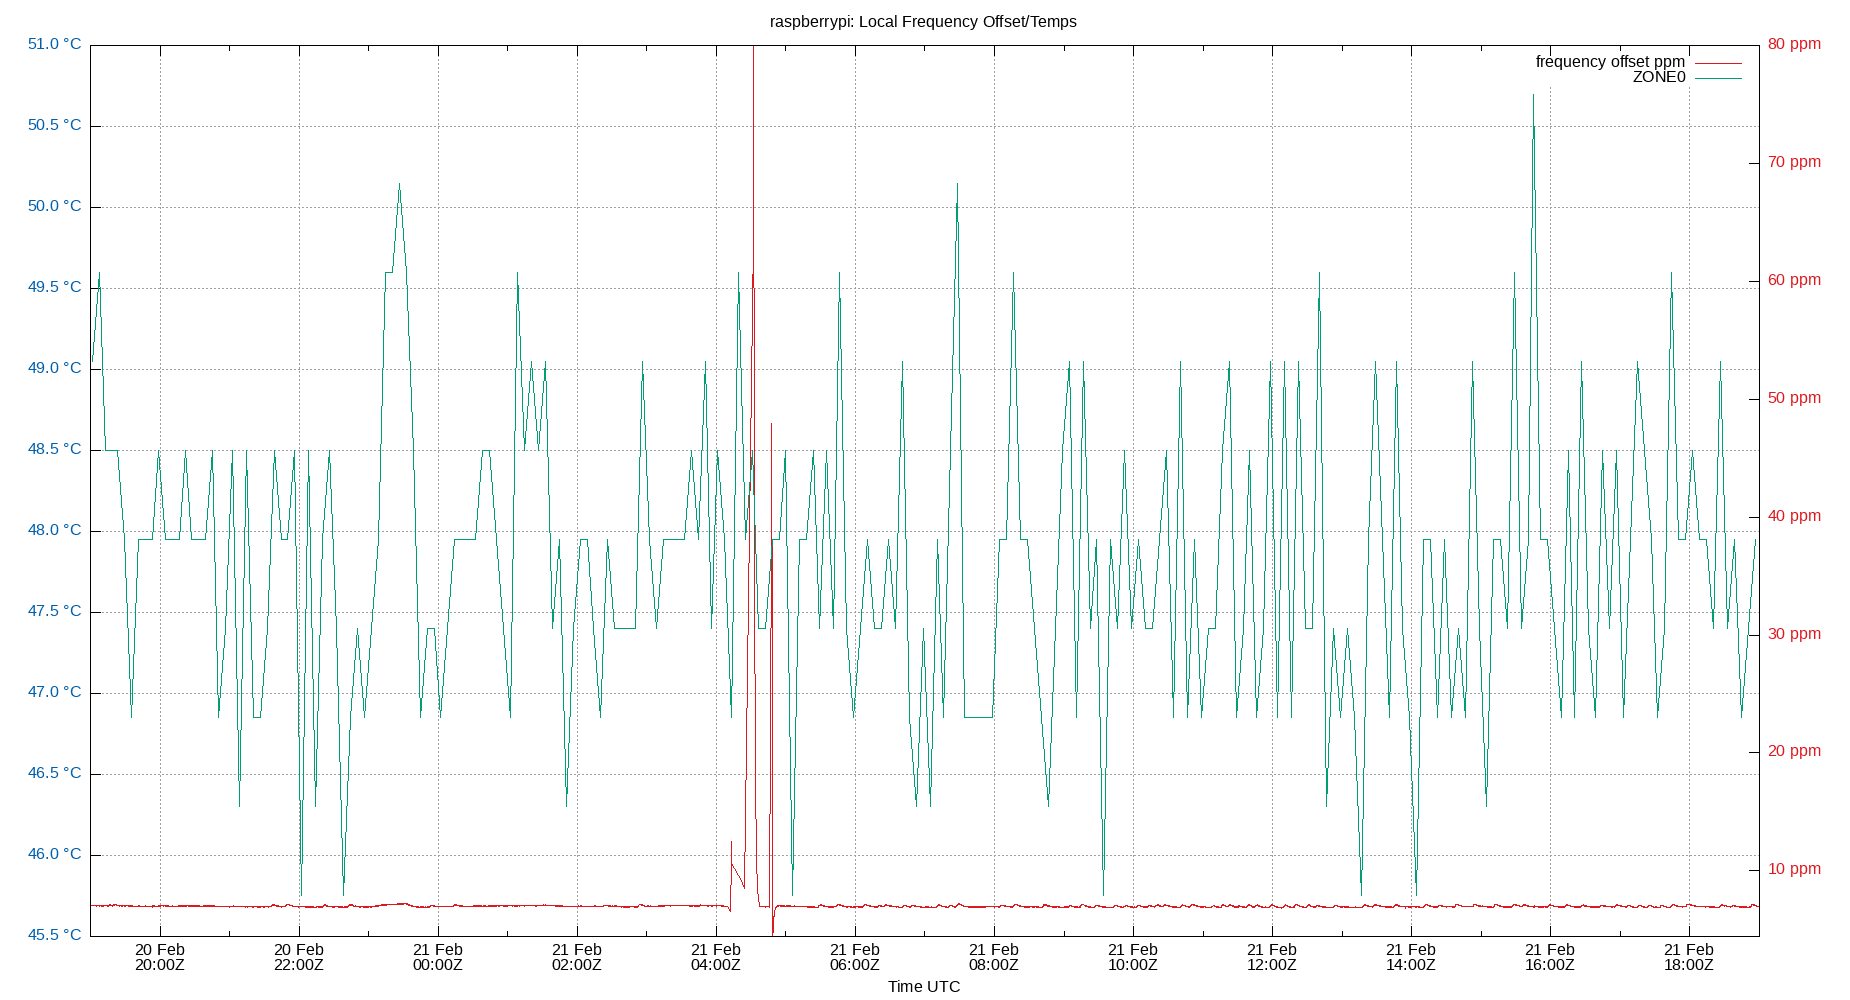 raspberrypi: Local Frequency Offset/Temps
51.0 °C
50.5 °C
50.0 °C
49.5 °C
49.0 °C
48.5 °C
48.0 °C
47.5 °C
47.0 °C
46.5 °C
46.0 °C
45.5 °C
80 ppm
70 ppm
60 ppm
50 ppm
40 ppm
30 ppm
20 ppm
10 ppm
frequency offset ppm
ZONE0
20 Feb
20:00Z
20 Feb
22:00Z
21 Feb
00:00Z
21 Feb
02:00Z
21 Feb
04:00Z
21 Feb
06:00Z
21 Feb
08:00Z
21 Feb
10:00Z
21 Feb
12:00Z
21 Feb
14:00Z
21 Feb
16:00Z
21 Feb
18:00Z
Time UTC